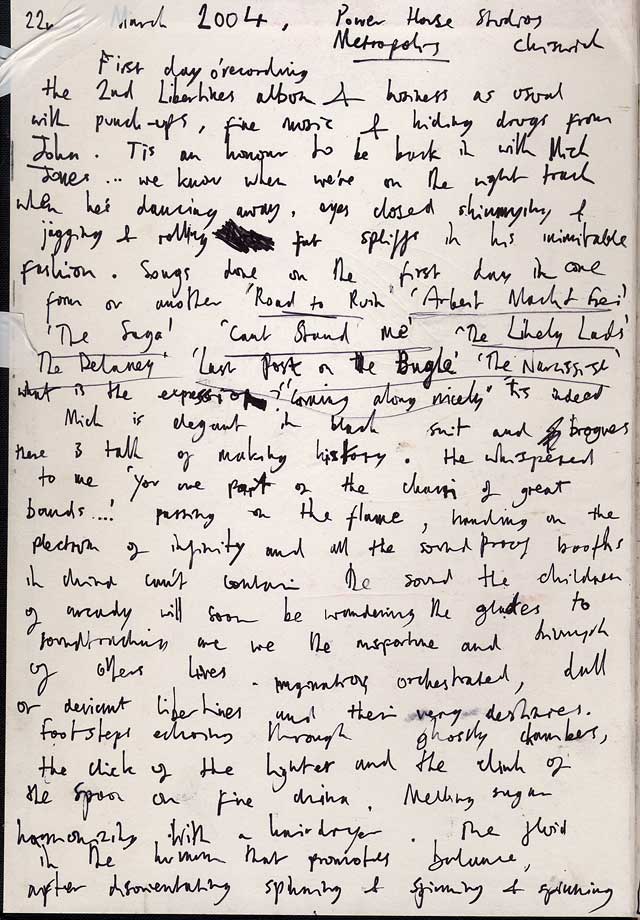 22 March 2004, Power House Studios
Metropolis Chiswick
First day o' recording
the 2nd Libertines album & business as usual
with punch-ups, fine music & hiding drugs from
John. Tis an honour to be back in with Mick
Jones... we know when we're on the right track
when he's dancing away, eyes closed shimmying &
jigging & rolling fat spliffs in his inimitable
fashion. Songs done on the first day in one
form or another 'Road to Ruin' 'Arbeit Macht Frei'
'The Saga' 'Cant Stand me' 'The Likely Lads'
'The Delaney' 'Last Post on the Bugle' 'The Narcissist'
what is the expression? "Coming along nicely" tis indeed
Mick is elegant in black suit and brogues
there is talk of making history. He whispered
to me 'you are part of the chain of great
bands...!' passing on the flame, handing on the
plectrum of infinity and all the sound proof booths
in china can't contain the sound the children
of arcady will soon be wandering the glades to
soundtracking are we the misfortune and triumph
of others lives. orchestrated, dull
or deviant libertines and their very desires.
Footsteps echoing through ghostly chambers,
the click of the lighter and the clink of
the spoon on fine china. Melting sugar
harmonizing with a hairdryer. The fluid
in the human that promotes balance,
after disorientating spinning & spinning & spinning